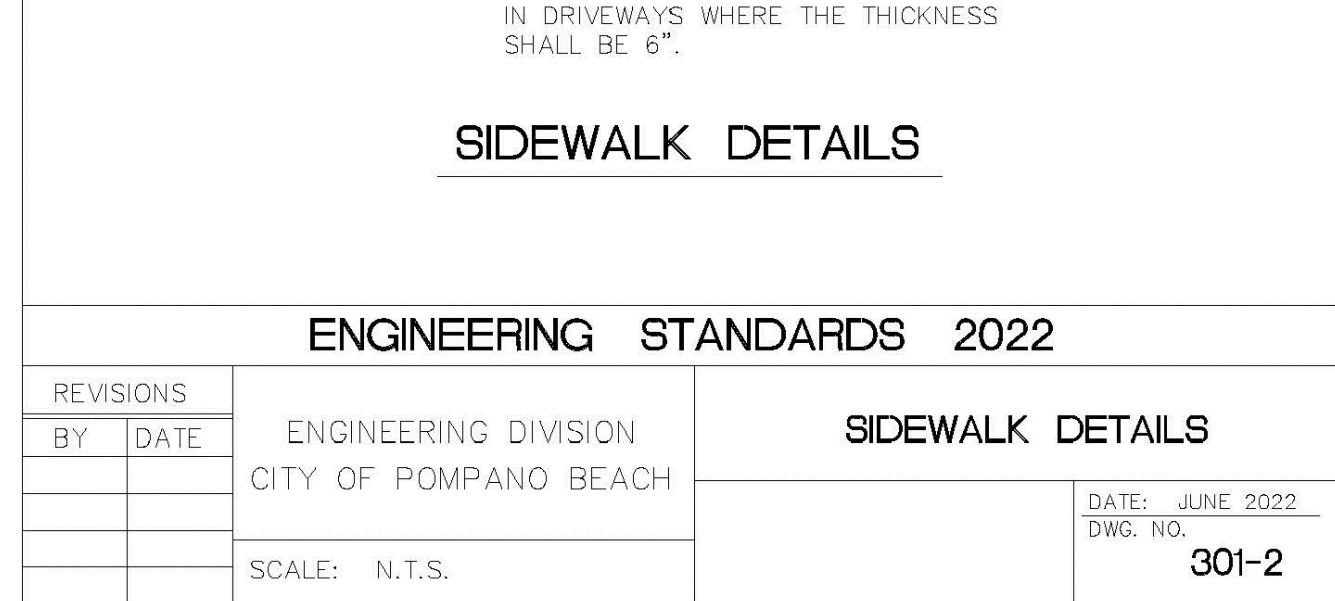 IN DRIVEWAYS WHERE THE THICKNESS
SHALL BE 6".
SIDEWALK DETAILS
ENGINEERING STANDARDS 2022
REVISIONS
BY DATE
ENGINEERING DIVISION
CITY OF POMPANO BEACH
SCALE: N.T.S.
SIDEWALK DETAILS
DATE: JUNE 2022
DWG. NO.
301-2